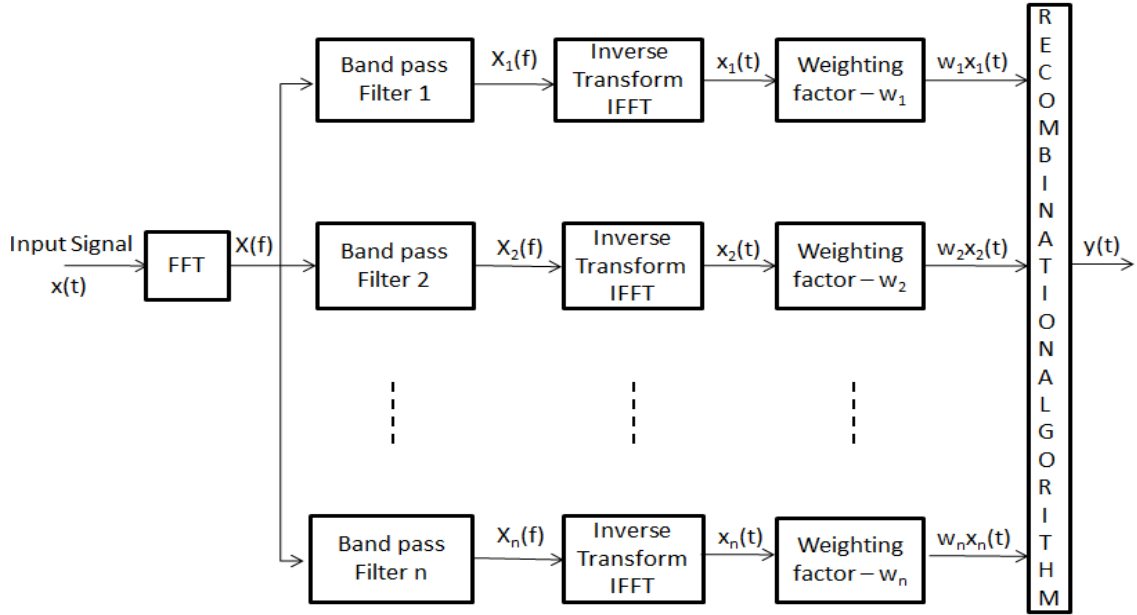 Input Signal
x(t)
FFT
X(f)
Band pass
Filter 1
X₁(f)
Inverse
Transform
IFFT
x₁(t)
Weighting
factor – w₁
w₁x₁(t)
Band pass
Filter 2
X₂(f)
Inverse
Transform
IFFT
x₂(t)
Weighting
factor – w₂
w₂x₂(t)
Band pass
Filter n
Xₙ(f)
Inverse
Transform
IFFT
xₙ(t)
Weighting
factor – wₙ
wₙxₙ(t)
R
E
C
O
M
B
I
N
A
T
I
O
N
A
L
G
O
R
I
T
H
M
y(t)